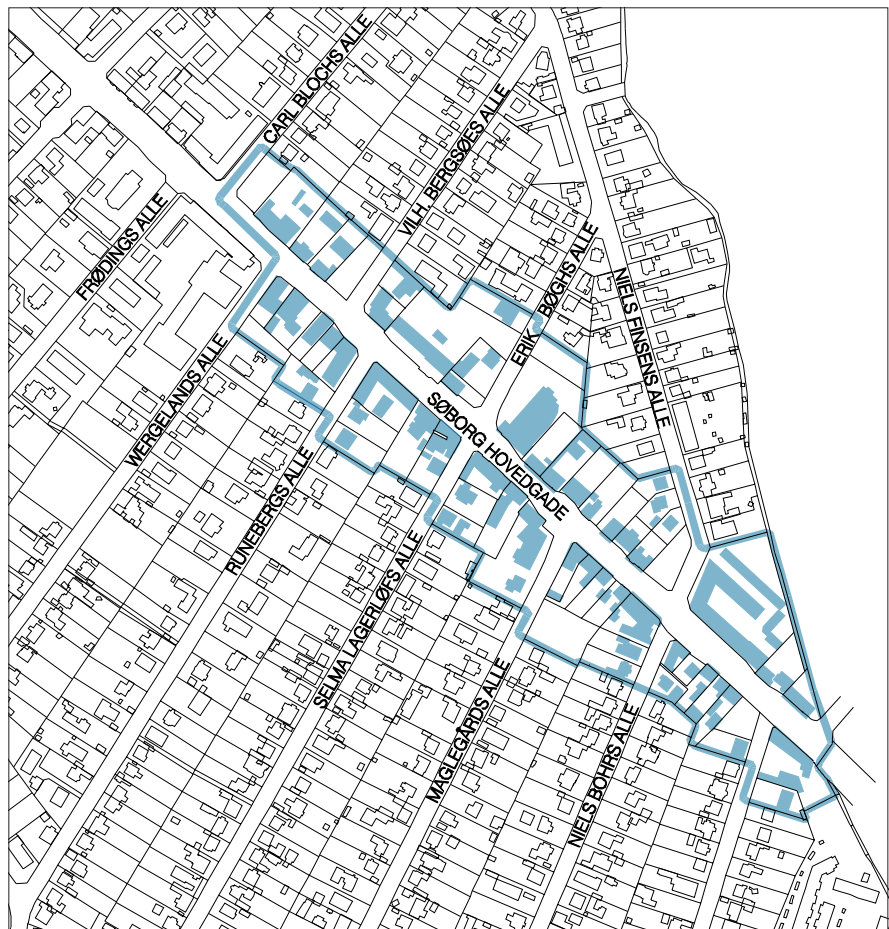 CARL BLOCHS ALLE
VILH. BERGSØES ALLE
FRØDINGS ALLE
ERIK BØGHS ALLE
NIELS FINSENS ALLE
WERGELANDS ALLE
SØBORG HOVEDGADE
RUNEBERGS ALLE
SELMA LAGERLØFS ALLE
MAGLEGÅRDS ALLE
NIELS BOHRS ALLE